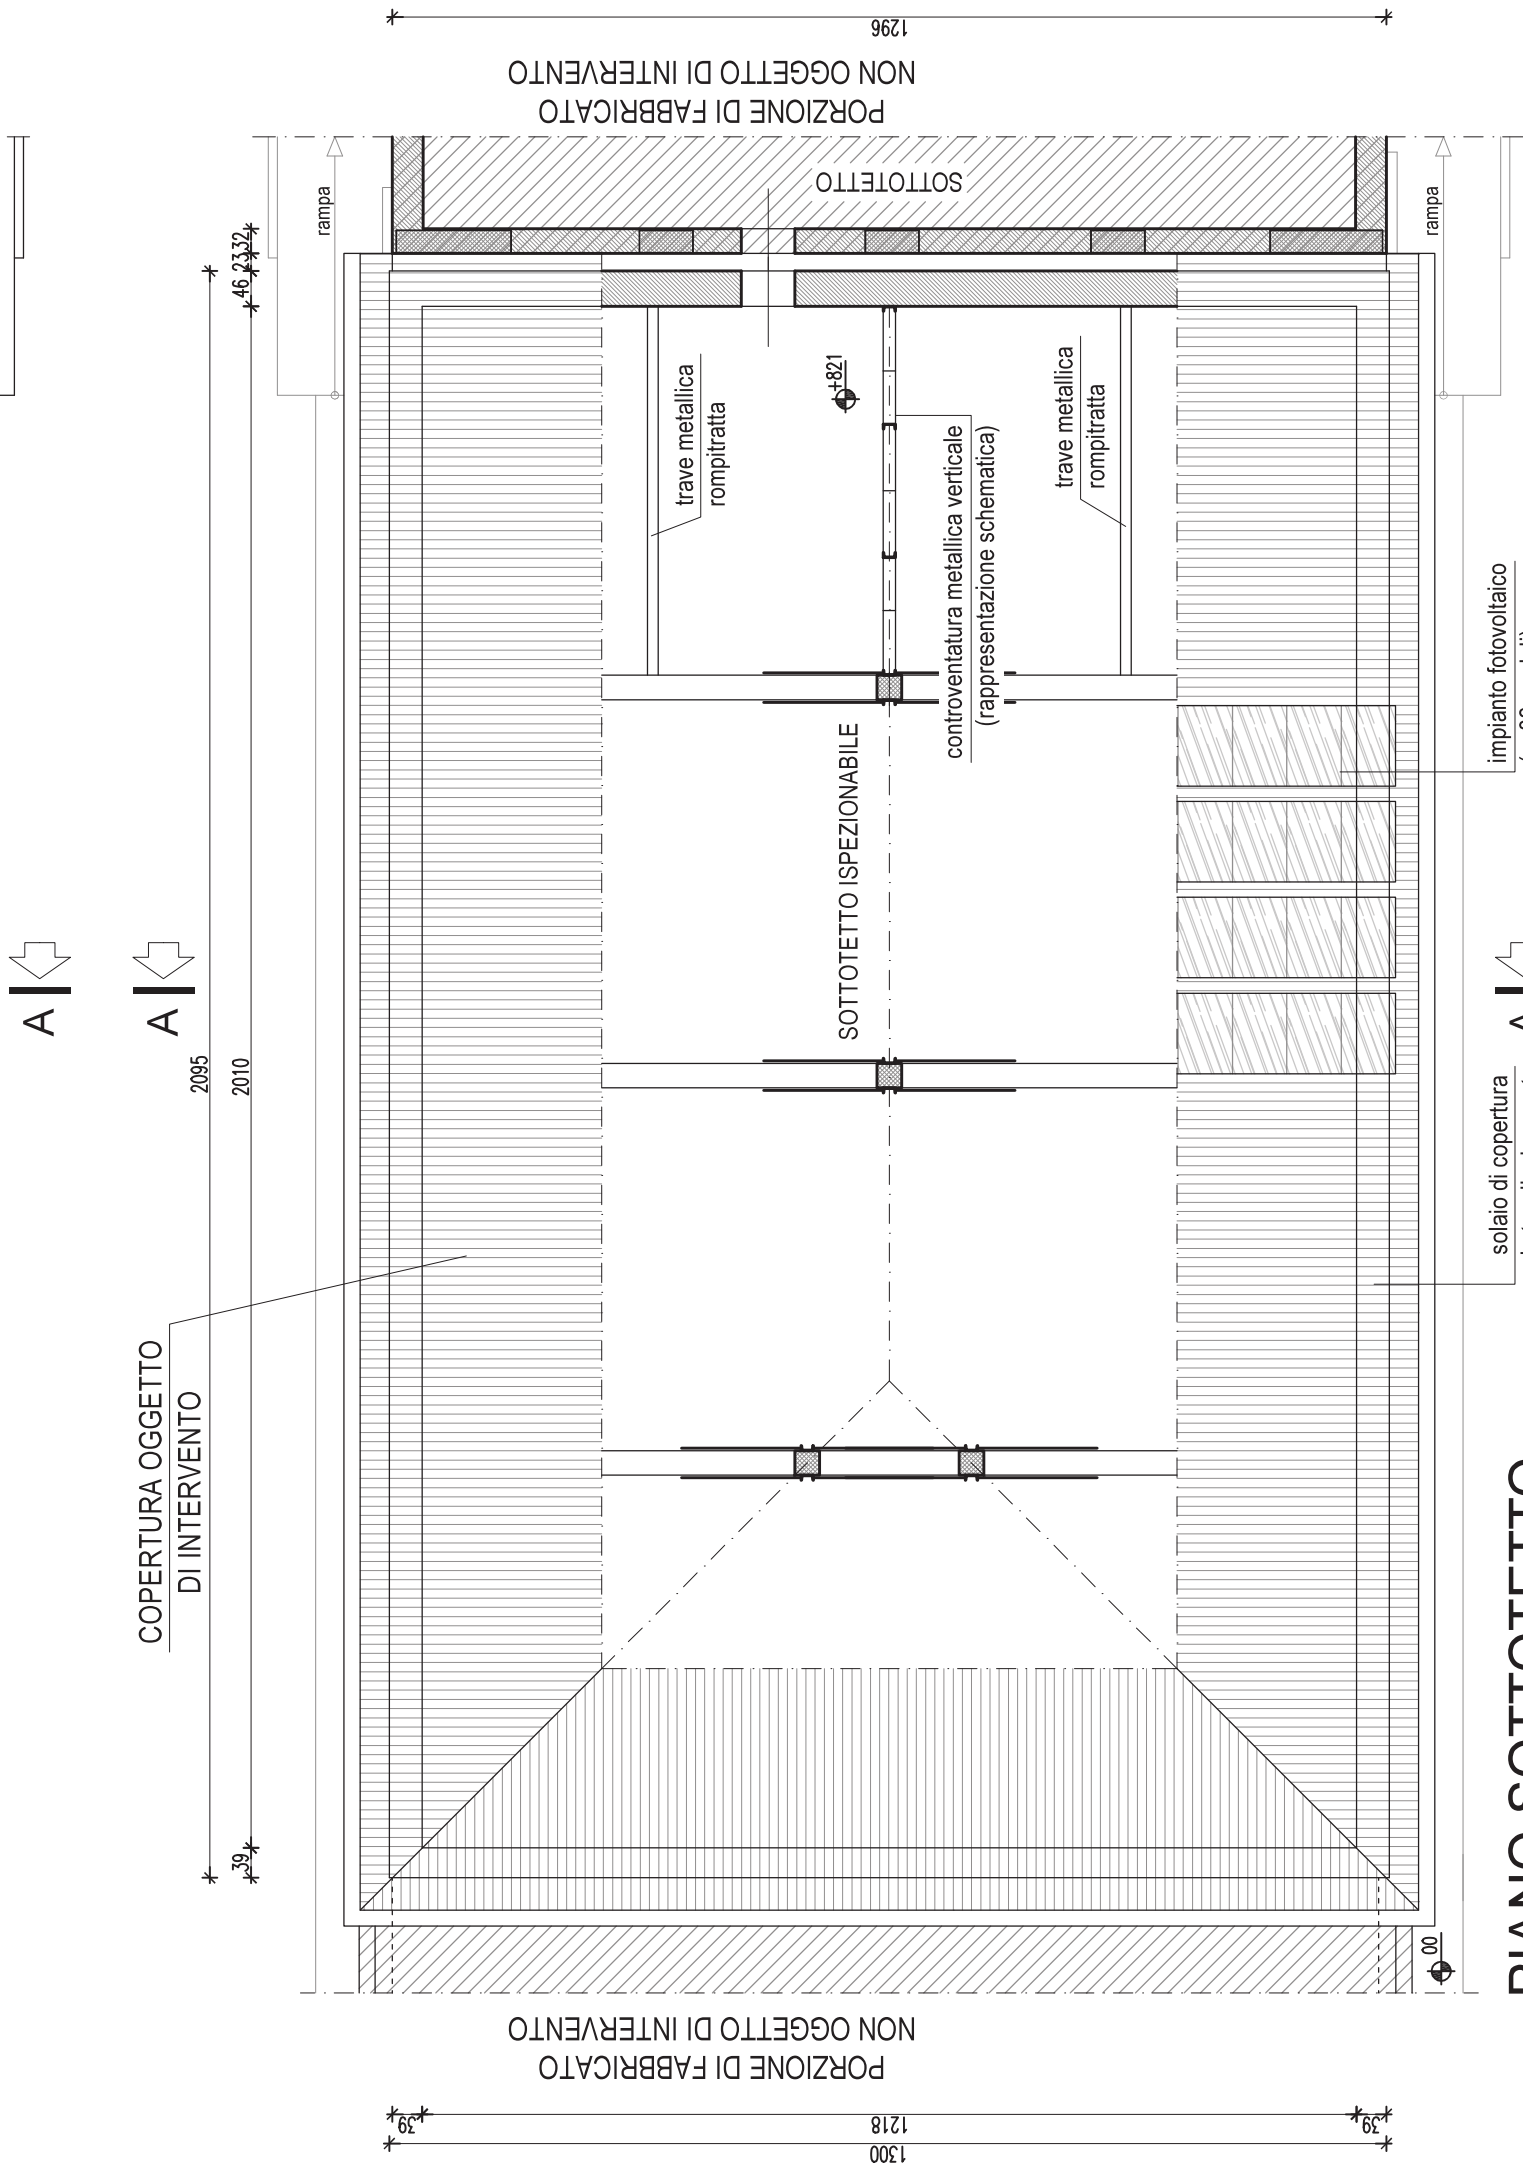 1296
PORZIONE DI FABBRICATO
NON OGGETTO DI INTERVENTO
rampa
SOTTOTETTO
rampa
32
23
46
trave metallica
rompitratta
+821
trave metallica
rompitratta
controventatura metallica verticale
(rappresentazione schematica)
impianto fotovoltaico
SOTTOTETTO ISPEZIONABILE
A
A
2095
2010
solaio di copertura
COPERTURA OGGETTO
DI INTERVENTO
PIANO SOTTOTETTO
39
00
PORZIONE DI FABBRICATO
NON OGGETTO DI INTERVENTO
39
1218
39
1300